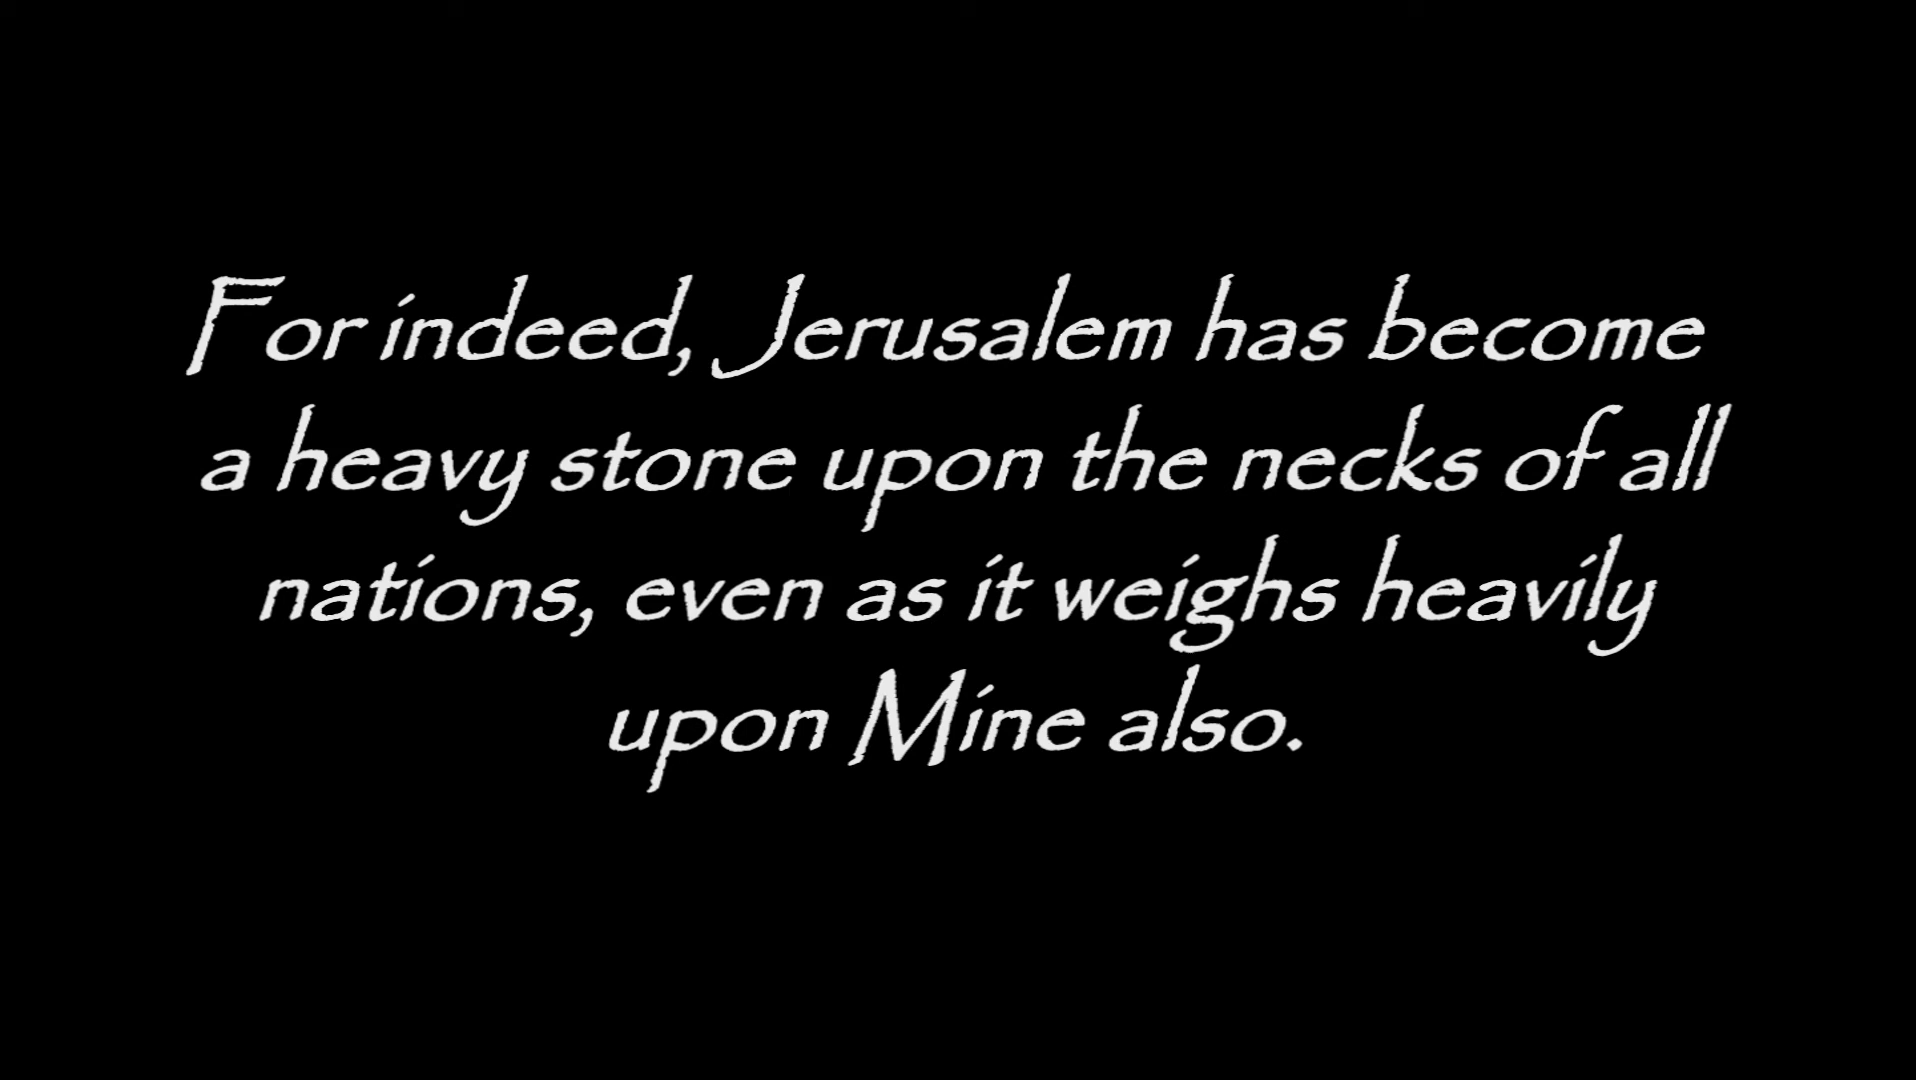 For indeed, Jerusalem has become
a heavy stone upon the necks of all
nations, even as it weighs heavily
upon Mine also.